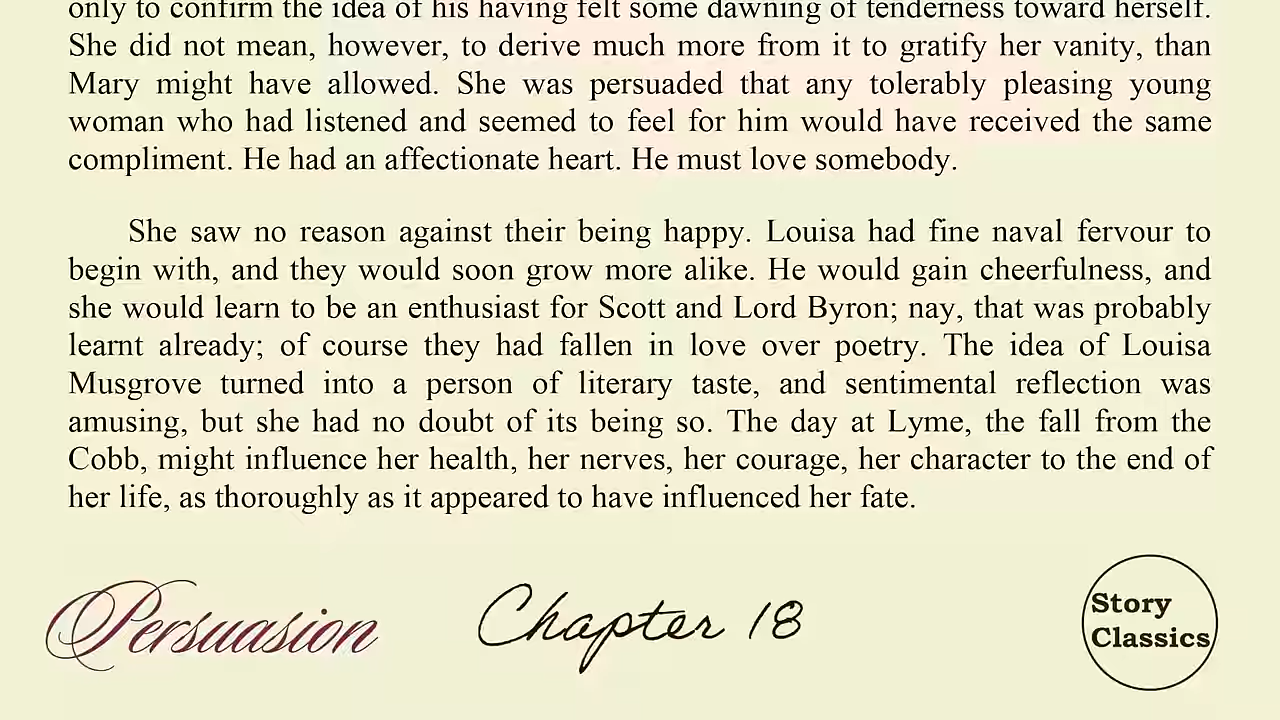 only to confirm the idea of his having felt some dawning of tenderness toward herself.
She did not mean, however, to derive much more from it to gratify her vanity, than
Mary might have allowed. She was persuaded that any tolerably pleasing young
woman who had listened and seemed to feel for him would have received the same
compliment. He had an affectionate heart. He must love somebody.
She saw no reason against their being happy. Louisa had fine naval fervour to
begin with, and they would soon grow more alike. He would gain cheerfulness, and
she would learn to be an enthusiast for Scott and Lord Byron; nay, that was probably
learnt already; of course they had fallen in love over poetry. The idea of Louisa
Musgrove turned into a person of literary taste, and sentimental reflection was
amusing, but she had no doubt of its being so. The day at Lyme, the fall from the
Cobb, might influence her health, her nerves, her courage, her character to the end of
her life, as thoroughly as it appeared to have influenced her fate.
Persuasion
Chapter 18
Story
Classics